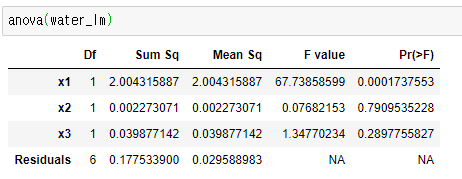 anova(water_lm)
Df Sum Sq Mean Sq F value Pr(>F)
x1 1 2.004315887 2.004315887 67.73858599 0.0001737553
x2 1 0.002273071 0.002273071 0.07682153 0.7909535228
x3 1 0.039877142 0.039877142 1.34770234 0.2897755827
Residuals 6 0.177533900 0.029588983 NA NA